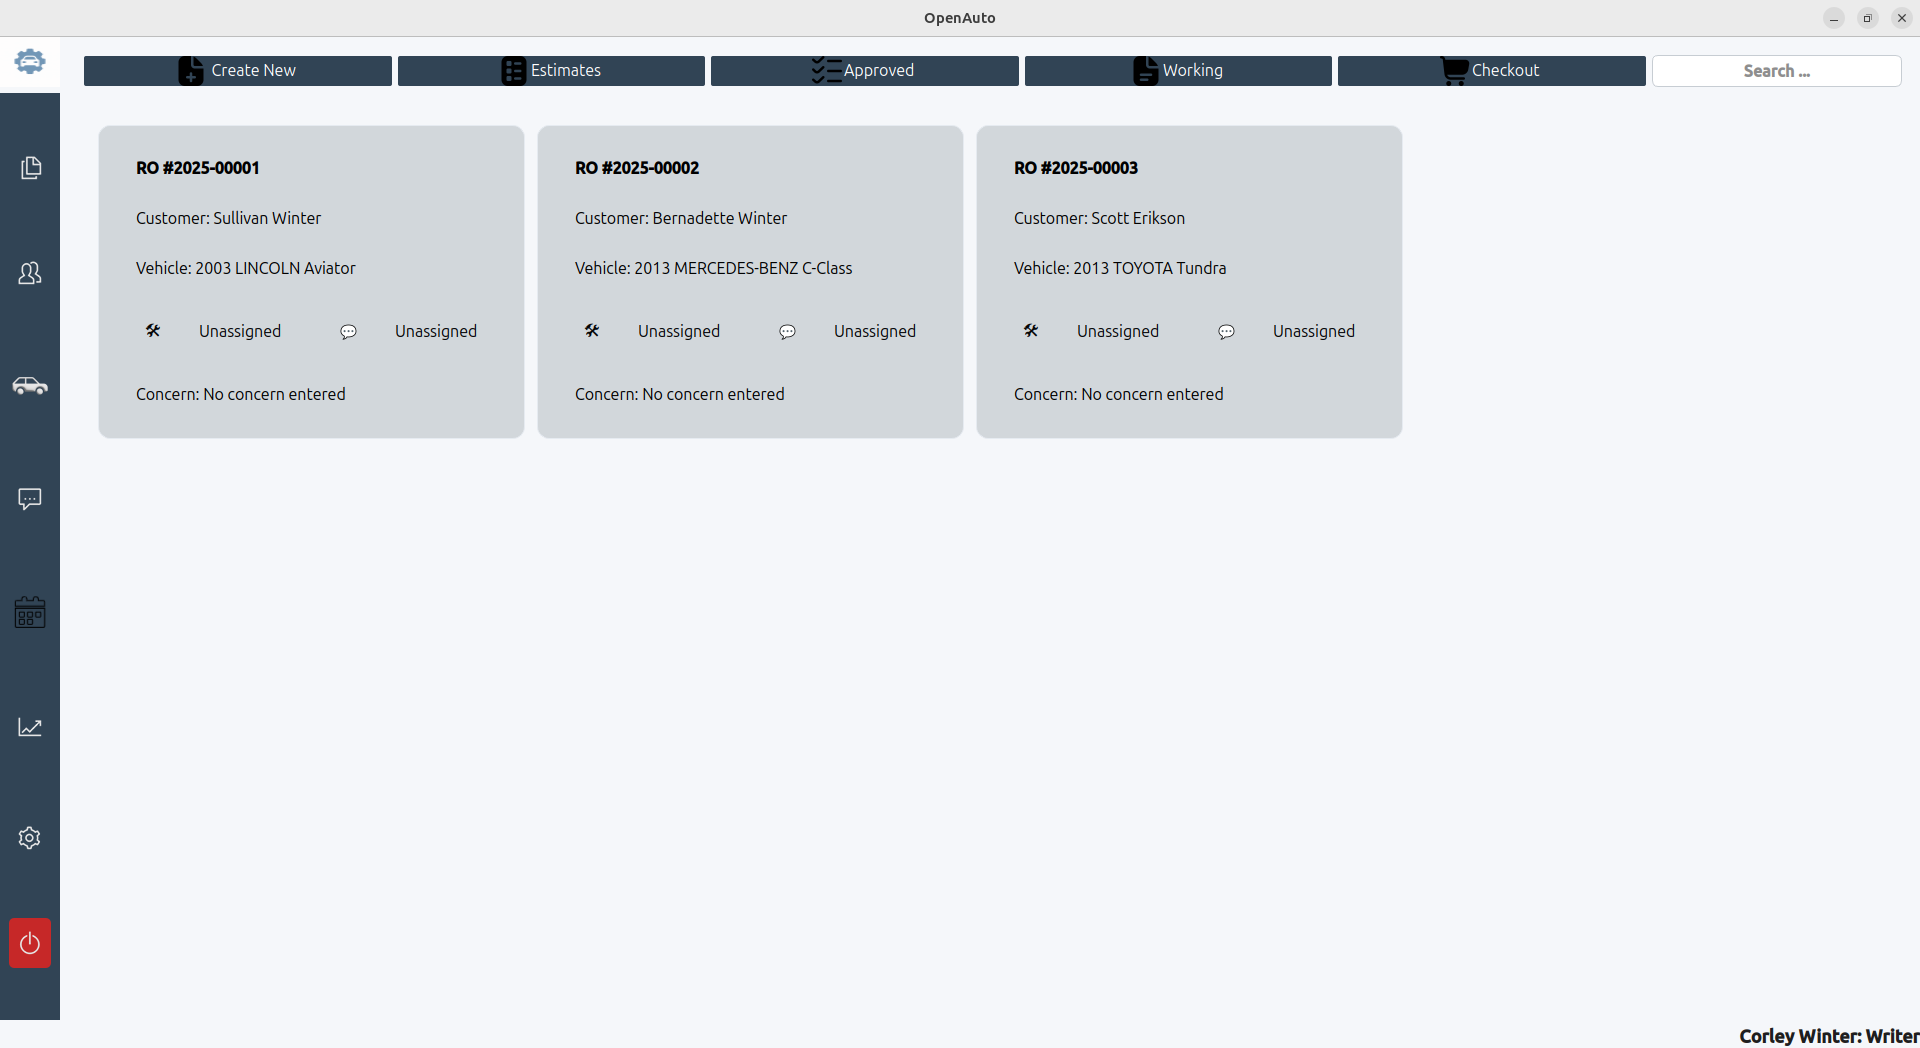 OpenAuto
Create New
Estimates
Approved
Working
Checkout
Search ...
RO #2025-00001
Customer: Sullivan Winter
Vehicle: 2003 LINCOLN Aviator
Unassigned
Unassigned
Concern: No concern entered
RO #2025-00002
Customer: Bernadette Winter
Vehicle: 2013 MERCEDES-BENZ C-Class
Unassigned
Unassigned
Concern: No concern entered
RO #2025-00003
Customer: Scott Erikson
Vehicle: 2013 TOYOTA Tundra
Unassigned
Unassigned
Concern: No concern entered
Corley Winter: Writer